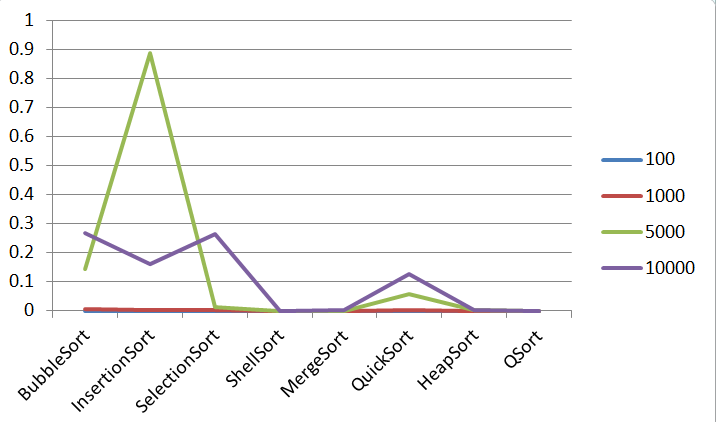 1
0.9
0.8
0.7
0.6
0.5
0.4
0.3
0.2
0.1
0
BubbleSort
InsertionSort
SelectionSort
ShellSort
MergeSort
QuickSort
HeapSort
QSort
100
1000
5000
10000